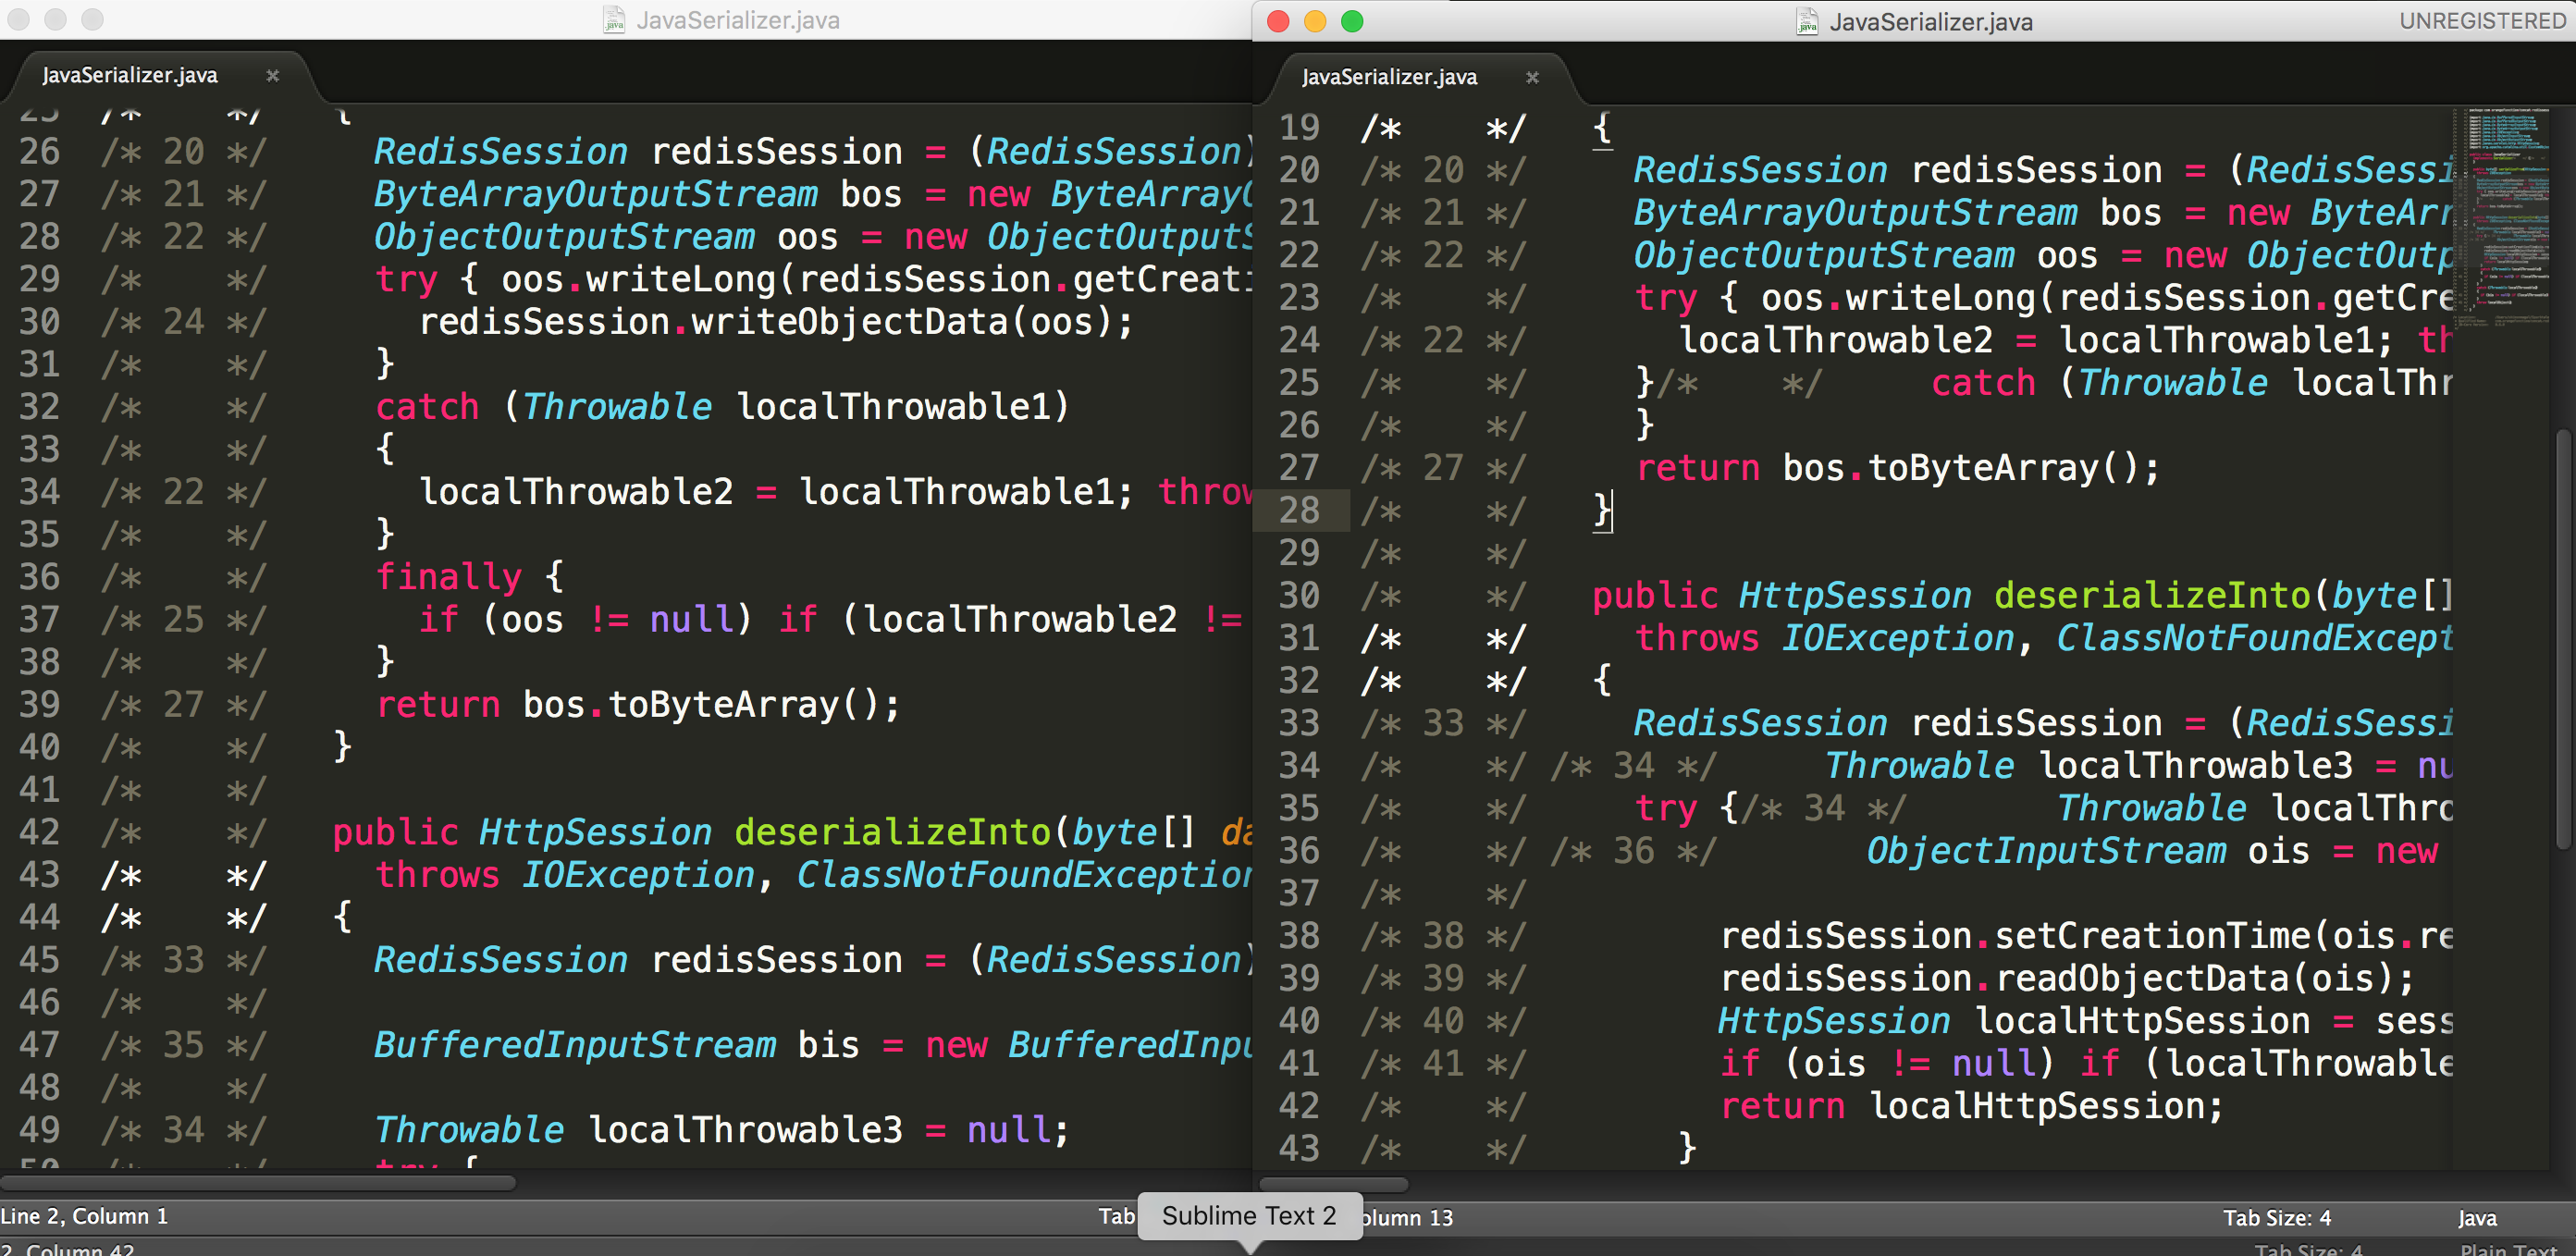 JavaSerializer.java
JavaSerializer.java ×
25 /* */ {
26 /* 20 */ RedisSession redisSession = (RedisSession)
27 /* 21 */ ByteArrayOutputStream bos = new ByteArrayO
28 /* 22 */ ObjectOutputStream oos = new ObjectOutputS
29 /* */ try { oos.writeLong(redisSession.getCreati
30 /* 24 */ redisSession.writeObjectData(oos);
31 /* */ }
32 /* */ catch (Throwable localThrowable1)
33 /* */ {
34 /* 22 */ localThrowable2 = localThrowable1; throw
35 /* */ }
36 /* */ finally {
37 /* 25 */ if (oos != null) if (localThrowable2 !=
38 /* */ }
39 /* 27 */ return bos.toByteArray();
40 /* */ }
41 /* */
42 /* */ public HttpSession deserializeInto(byte[] da
43 /* */ throws IOException, ClassNotFoundException
44 /* */ {
45 /* 33 */ RedisSession redisSession = (RedisSession)
46 /* */
47 /* 35 */ BufferedInputStream bis = new BufferedInpu
48 /* */
49 /* 34 */ Throwable localThrowable3 = null;
50 /* */ try {
Line 2, Column 1 Tab
2, Column 42
JavaSerializer.java UNREGISTERED
JavaSerializer.java ×
19 /* */ {
20 /* 20 */ RedisSession redisSession = (RedisSessi
21 /* 21 */ ByteArrayOutputStream bos = new ByteArr
22 /* 22 */ ObjectOutputStream oos = new ObjectOutp
23 /* */ try { oos.writeLong(redisSession.getCre
24 /* 22 */ localThrowable2 = localThrowable1; th
25 /* */ }/* */ catch (Throwable localThr
26 /* */ }
27 /* 27 */ return bos.toByteArray();
28 /* */ }
29 /* */
30 /* */ public HttpSession deserializeInto(byte[]
31 /* */ throws IOException, ClassNotFoundExcept
32 /* */ {
33 /* 33 */ RedisSession redisSession = (RedisSessi
34 /* */ /* 34 */ Throwable localThrowable3 = nu
35 /* */ try {/* 34 */ Throwable localThro
36 /* */ /* 36 */ ObjectInputStream ois = new
37 /* */
38 /* 38 */ redisSession.setCreationTime(ois.re
39 /* 39 */ redisSession.readObjectData(ois);
40 /* 40 */ HttpSession localHttpSession = sess
41 /* 41 */ if (ois != null) if (localThrowable
42 /* */ return localHttpSession;
43 /* */ }
Sublime Text 2
olumn 13 Tab Size: 4 Java
Tab Size: 4 Plain Text